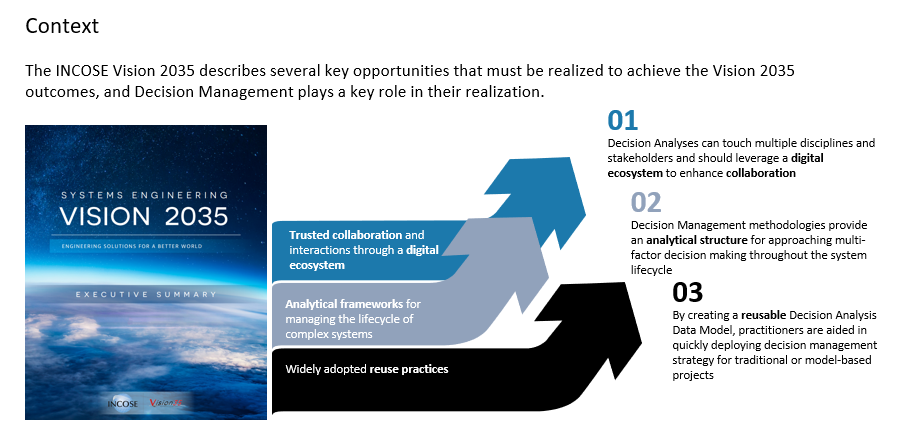 Context
The INCOSE Vision 2035 describes several key opportunities that must be realized to achieve the Vision 2035
outcomes, and Decision Management plays a key role in their realization.
SYSTEMS ENGINEERING
VISION 2035
ENGINEERING SOLUTIONS FOR A BETTER WORLD
EXECUTIVE SUMMARY
INCOSE
Trusted collaboration and
interactions through a digital
ecosystem
Analytical frameworks for
managing the lifecycle of
complex systems
Widely adopted reuse practices
01
Decision Analyses can touch multiple disciplines and
stakeholders and should leverage a digital
ecosystem to enhance collaboration
02
Decision Management methodologies provide
an analytical structure for approaching multi-
factor decision making throughout the system
lifecycle
03
By creating a reusable Decision Analysis
Data Model, practitioners are aided in
quickly deploying decision management
strategy for traditional or model-based
projects